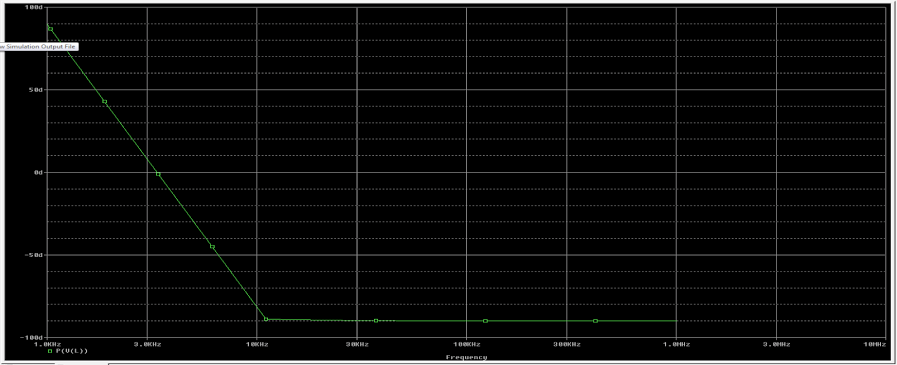 100d
w Simulation Output File
50d
0d
-50d
-100d
1.0KHz 3.0KHz 10KHz 30KHz 100KHz 300KHz 1.0MHz 3.0MHz 10MHz
P(V(L))
Frequency